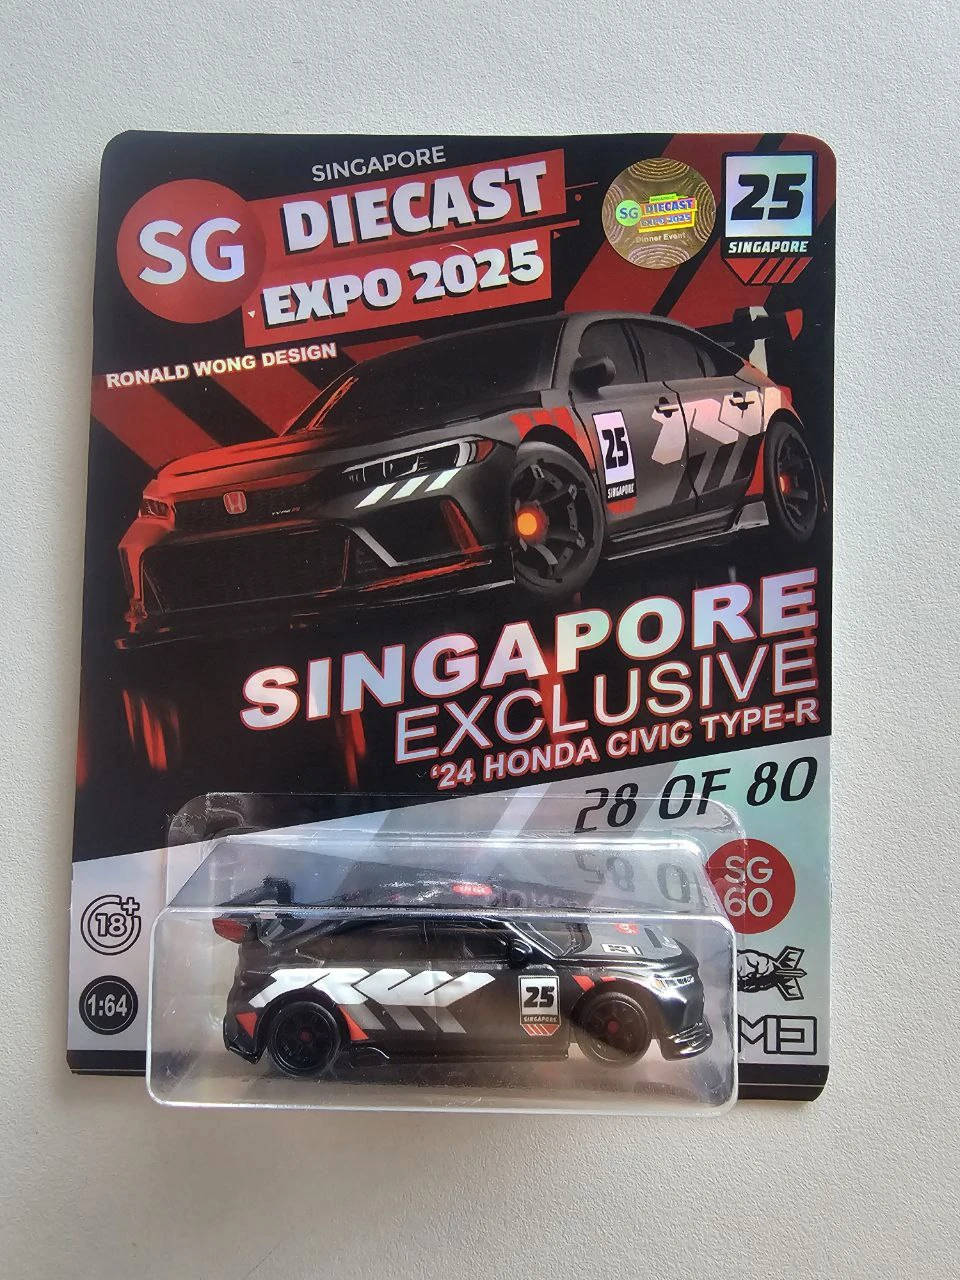 SINGAPORE
SG
DIECAST
EXPO 2025
RONALD WONG DESIGN
SG DIECAST
EXPO 2025
Dinner Event
25
SINGAPORE
TYPE R
25
SINGAPORE
SINGAPORE
EXCLUSIVE
'24 HONDA CIVIC TYPE-R
28 OF 80
SG
60
18+
1:64
25
SINGAPORE